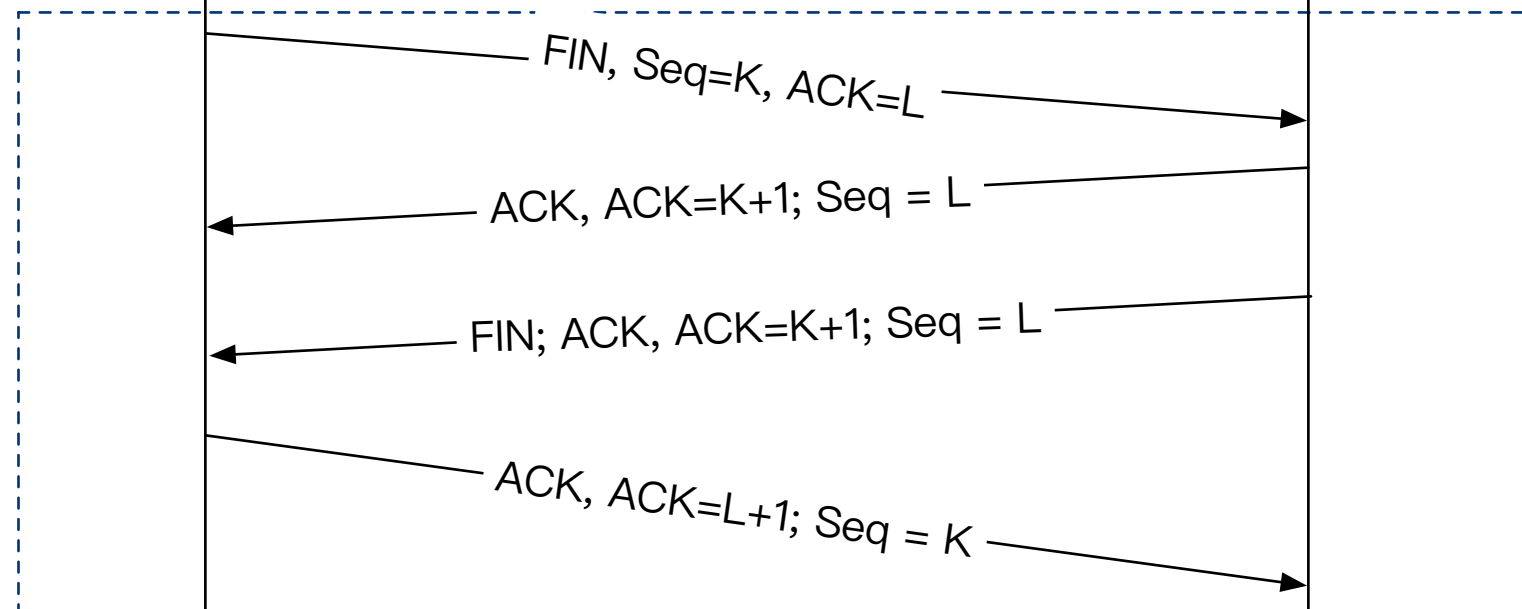 FIN, Seq=K, ACK=L
ACK, ACK=K+1; Seq = L
FIN; ACK, ACK=K+1; Seq = L
ACK, ACK=L+1; Seq = K